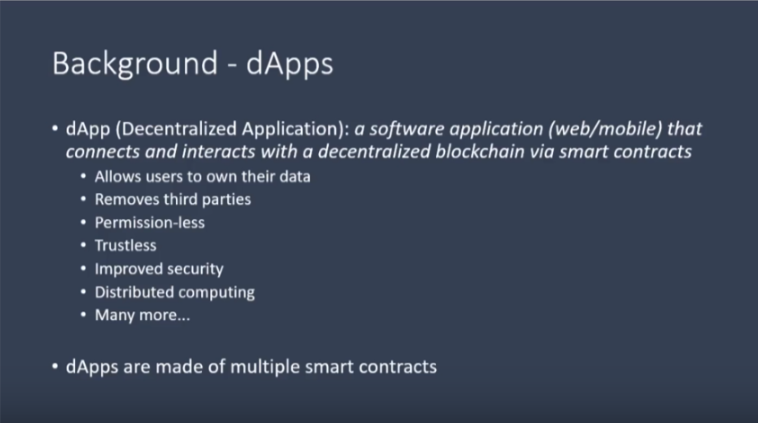 Background - dApps
• dApp (Decentralized Application): a software application (web/mobile) that
connects and interacts with a decentralized blockchain via smart contracts
• Allows users to own their data
• Removes third parties
• Permission-less
• Trustless
• Improved security
• Distributed computing
• Many more...
• dApps are made of multiple smart contracts